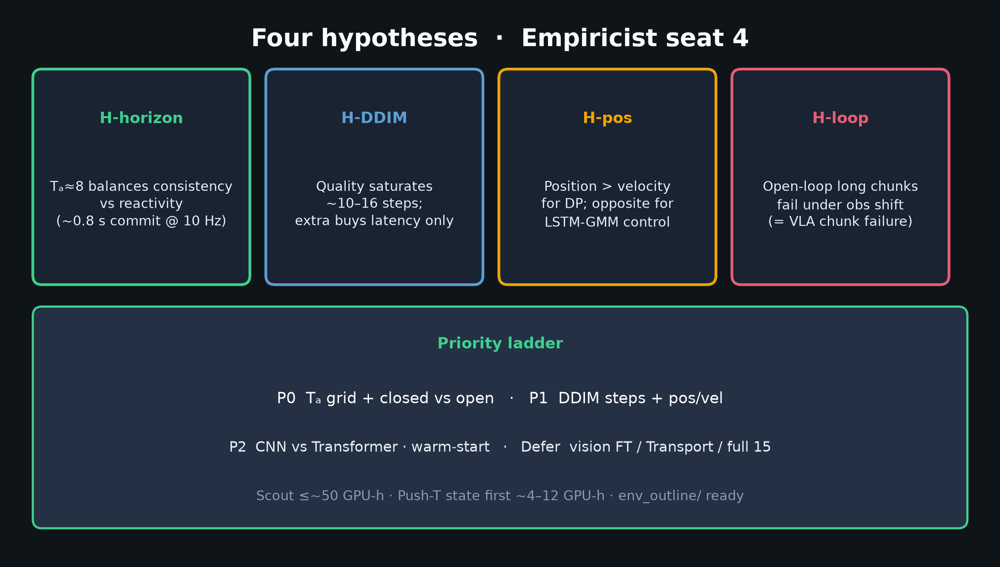 Four hypotheses · Empiricist seat 4
H-horizon
Tₐ≈8 balances consistency
vs reactivity
(~0.8 s commit @ 10 Hz)
H-DDIM
Quality saturates
~10–16 steps;
extra buys latency only
H-pos
Position > velocity
for DP; opposite for
LSTM-GMM control
H-loop
Open-loop long chunks
fail under obs shift
(= VLA chunk failure)
Priority ladder
P0 Tₐ grid + closed vs open · P1 DDIM steps + pos/vel
P2 CNN vs Transformer · warm-start · Defer vision FT / Transport / full 15
Scout ≤~50 GPU-h · Push-T state first ~4–12 GPU-h · env_outline/ ready